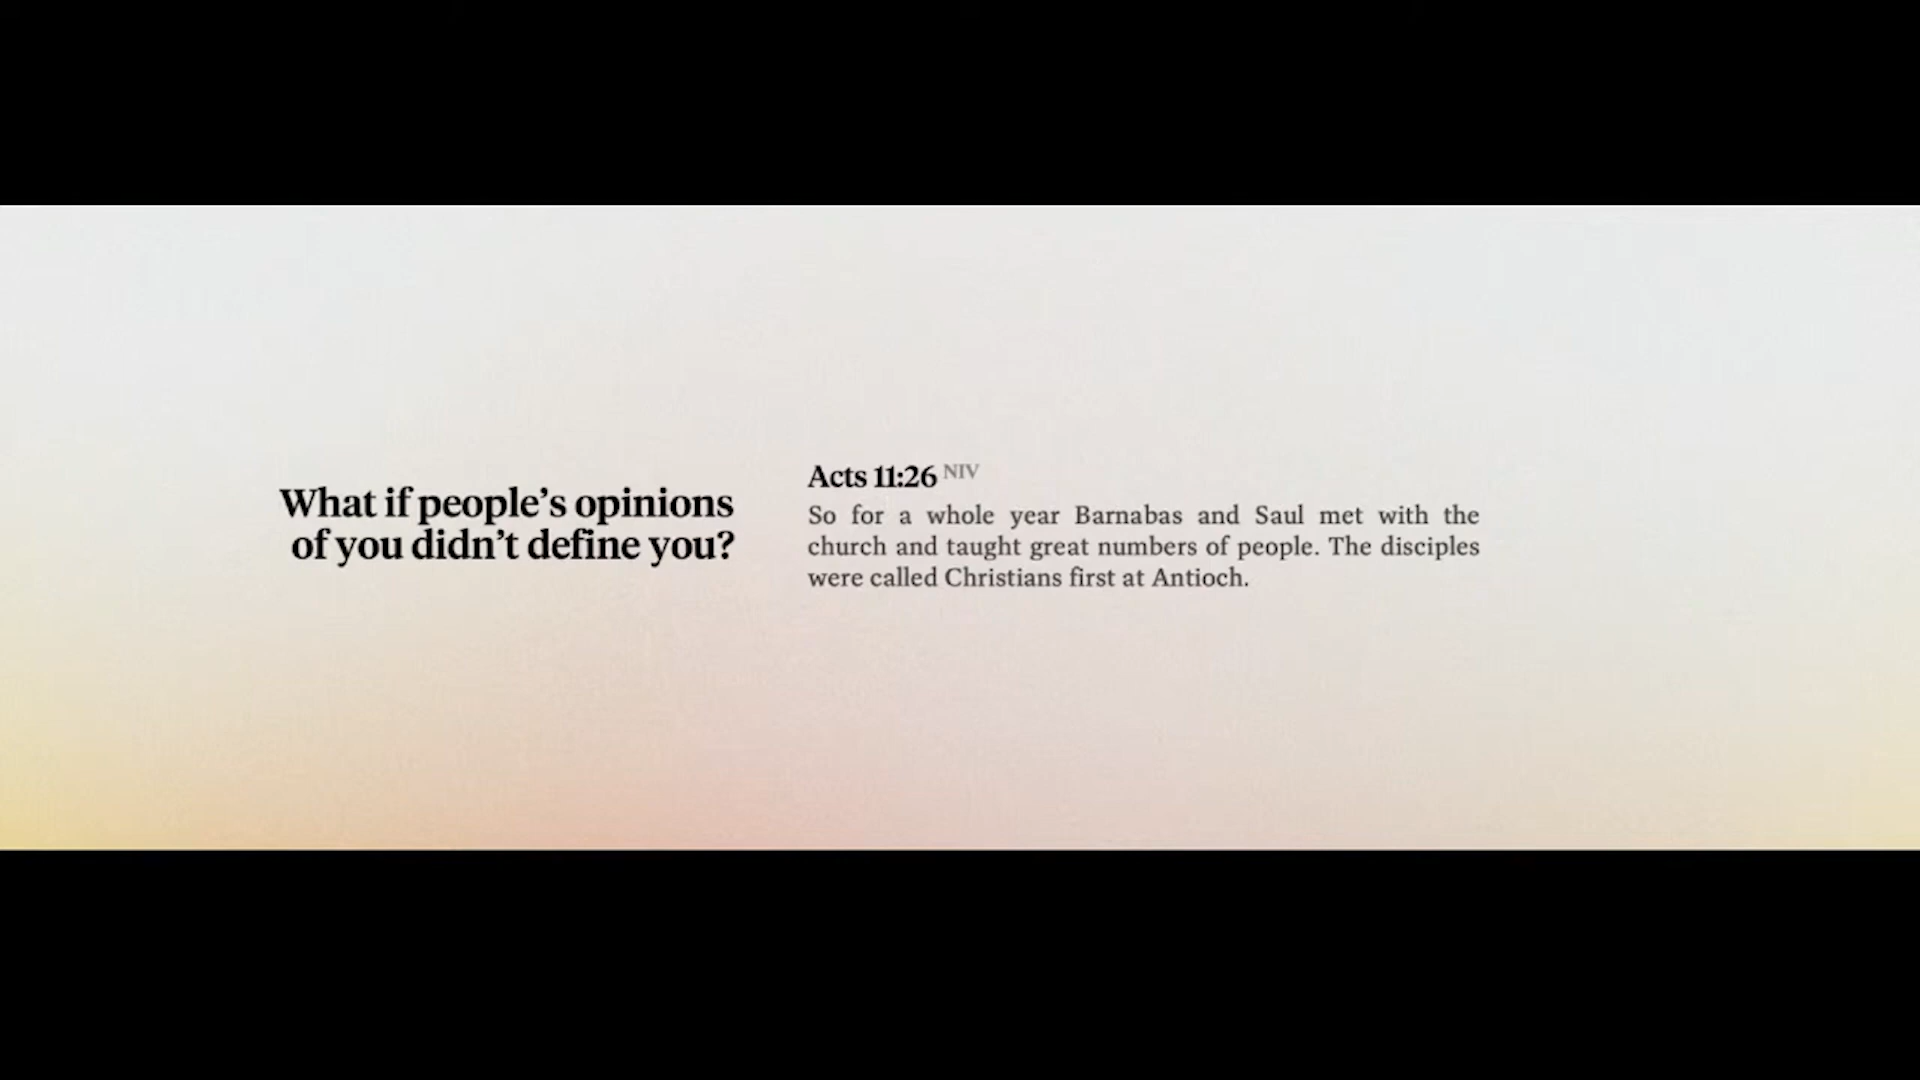 What if people’s opinions
of you didn’t define you?
Acts 11:26 NIV
So for a whole year Barnabas and Saul met with the
church and taught great numbers of people. The disciples
were called Christians first at Antioch.